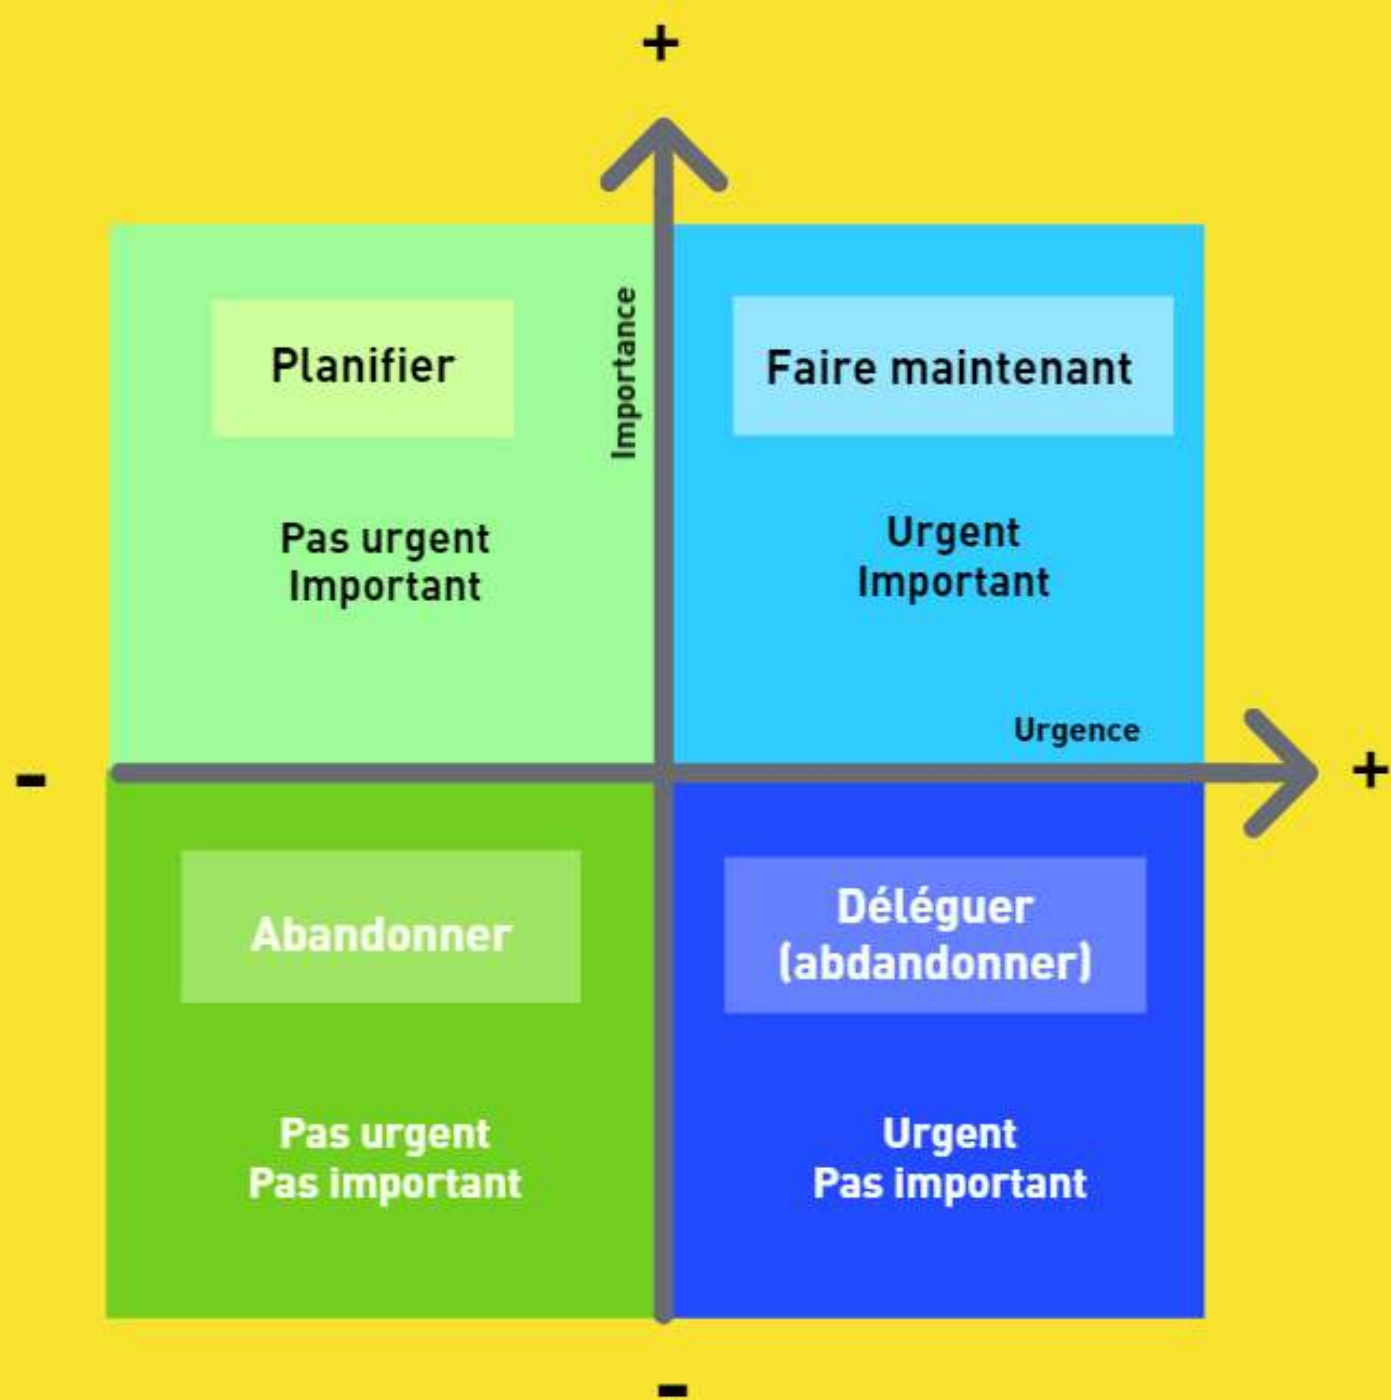 +
Planifier
Importance
Faire maintenant
Pas urgent
Important
Urgent
Important
Urgence
-
+
Abandonner
Déléguer
(abdandonner)
Pas urgent
Pas important
Urgent
Pas important
-